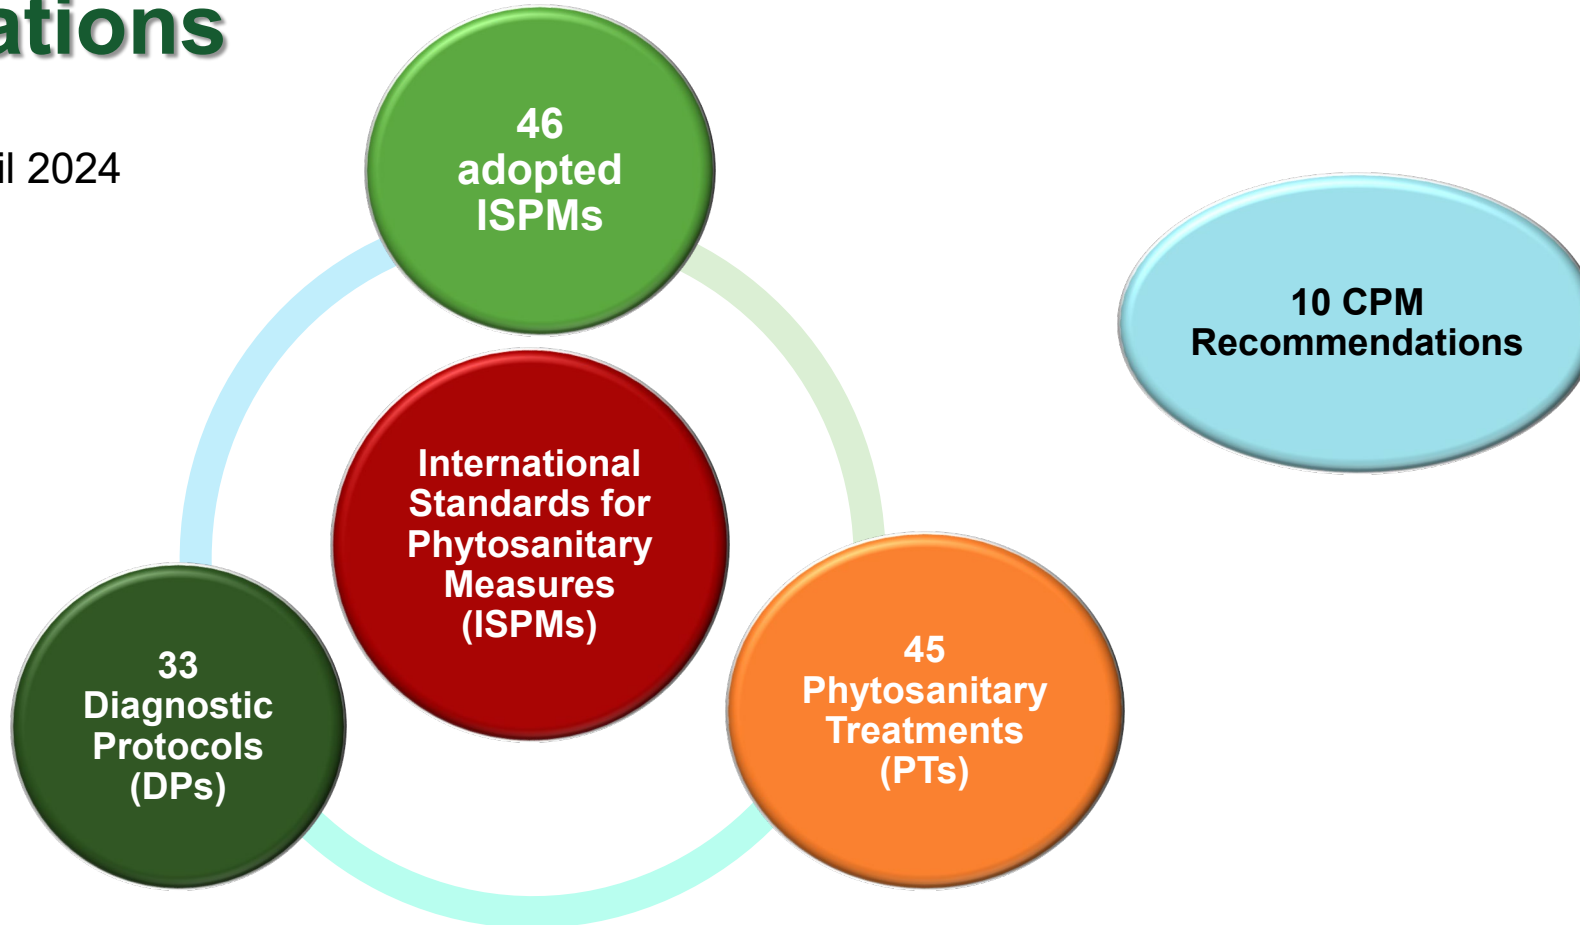 ations
il 2024
46
adopted
ISPMs
10 CPM
Recommendations
International
Standards for
Phytosanitary
Measures
(ISPMs)
33
Diagnostic
Protocols
(DPs)
45
Phytosanitary
Treatments
(PTs)